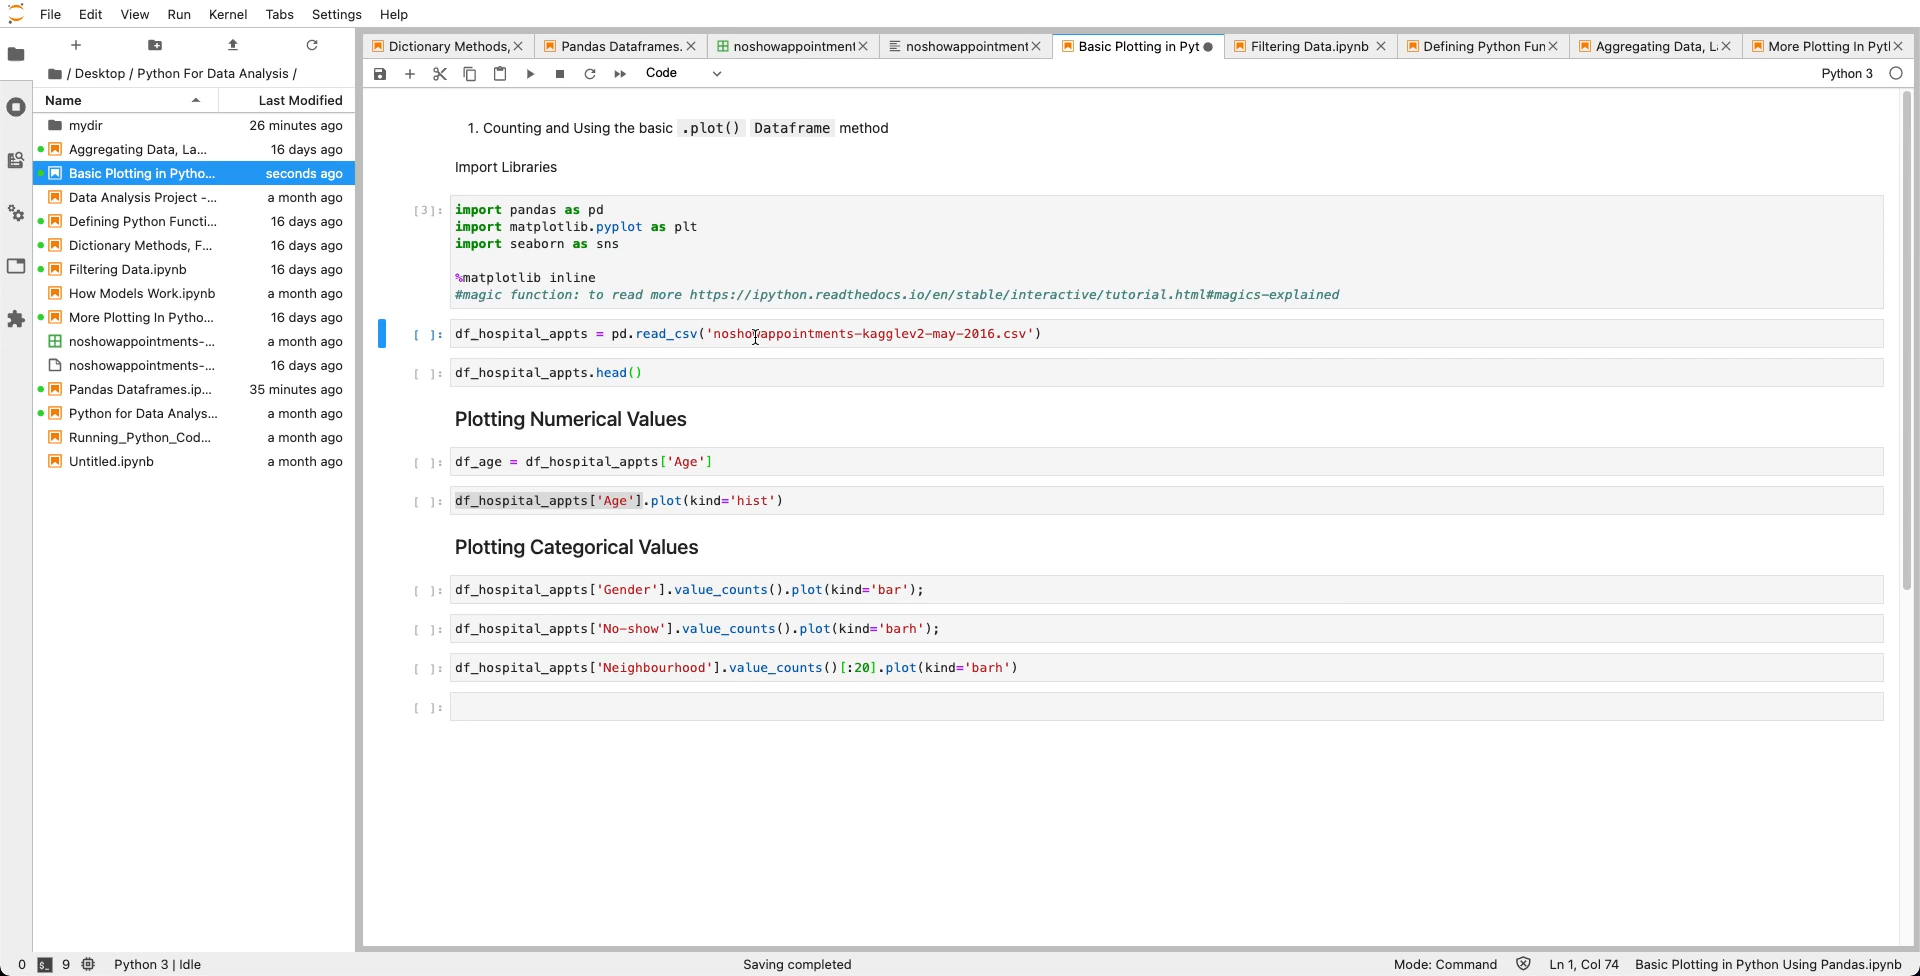 File Edit View Run Kernel Tabs Settings Help
Dictionary Methods, Pandas Dataframes. noshowappointment noshowappointment Basic Plotting in Pyt Filtering Data.ipynb Defining Python Fun Aggregating Data, L More Plotting In Pytl
Code
Python 3
/ Desktop / Python For Data Analysis /
Name Last Modified
mydir 26 minutes ago
Aggregating Data, La... 16 days ago
Basic Plotting in Pytho... seconds ago
Data Analysis Project -... a month ago
Defining Python Functi... 16 days ago
Dictionary Methods, F... 16 days ago
Filtering Data.ipynb 16 days ago
How Models Work.ipynb a month ago
More Plotting In Pytho... 16 days ago
noshowappointments-... a month ago
noshowappointments-... 16 days ago
Pandas Dataframes.ip... 35 minutes ago
Python for Data Analys... a month ago
Running_Python_Cod... a month ago
Untitled.ipynb a month ago
1. Counting and Using the basic .plot() Dataframe method
Import Libraries
[3]: import pandas as pd
import matplotlib.pyplot as plt
import seaborn as sns
%matplotlib inline
#magic function: to read more https://ipython.readthedocs.io/en/stable/interactive/tutorial.html#magics-explained
[ ]: df_hospital_appts = pd.read_csv('noshowappointments-kagglev2-may-2016.csv')
[ ]: df_hospital_appts.head()
Plotting Numerical Values
[ ]: df_age = df_hospital_appts['Age']
[ ]: df_hospital_appts['Age'].plot(kind='hist')
Plotting Categorical Values
[ ]: df_hospital_appts['Gender'].value_counts().plot(kind='bar');
[ ]: df_hospital_appts['No-show'].value_counts().plot(kind='barh');
[ ]: df_hospital_appts['Neighbourhood'].value_counts()[:20].plot(kind='barh')
[ ]:
0 9 Python 3 | Idle Saving completed Mode: Command Ln 1, Col 74 Basic Plotting in Python Using Pandas.ipynb